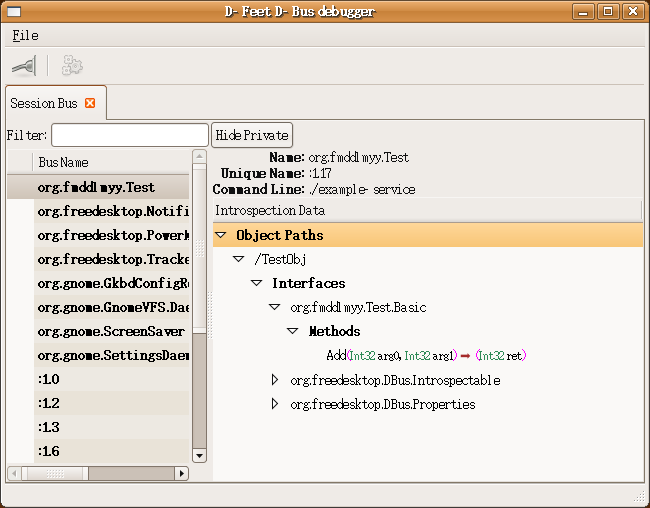 D-Feet D-Bus debugger
File
Session Bus
Filter:
Hide Private
Bus Name
org.fmddlmyy.Test
org.freedesktop.Notifi
org.freedesktop.PowerM
org.freedesktop.Tracke
org.gnome.GkbdConfigRe
org.gnome.GnomeVFS.Dae
org.gnome.ScreenSaver
org.gnome.SettingsDaem
:1.0
:1.2
:1.3
:1.6
Name: org.fmddlmyy.Test
Unique Name: :1.17
Command Line: ./example-service
Introspection Data
Object Paths
/TestObj
Interfaces
org.fmddlmyy.Test.Basic
Methods
Add(Int32 arg0, Int32 arg1) ➡ (Int32 ret)
org.freedesktop.DBus.Introspectable
org.freedesktop.DBus.Properties